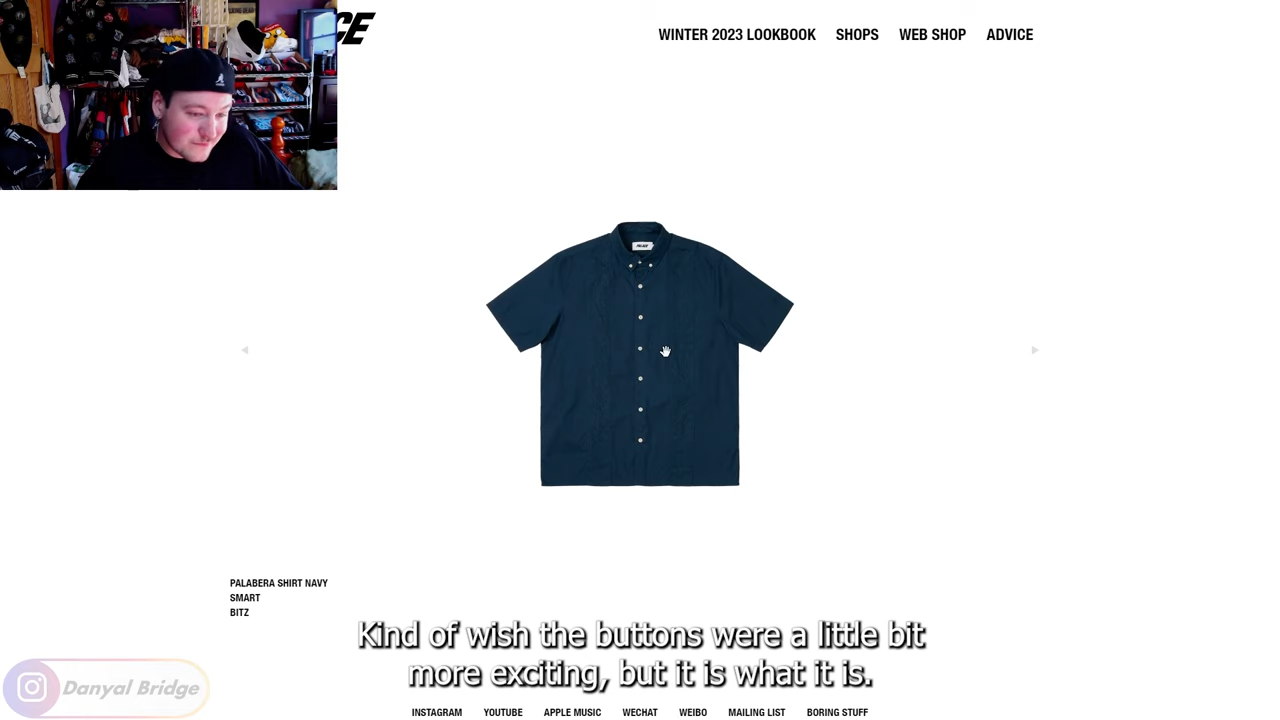 WINTER 2023 LOOKBOOK SHOPS WEB SHOP ADVICE
PALACE
PALABERA SHIRT NAVY
SMART
BITZ
Kind of wish the buttons were a little bit
more exciting, but it is what it is.
Danyal Bridge
INSTAGRAM YOUTUBE APPLE MUSIC WECHAT WEIBO MAILING LIST BORING STUFF